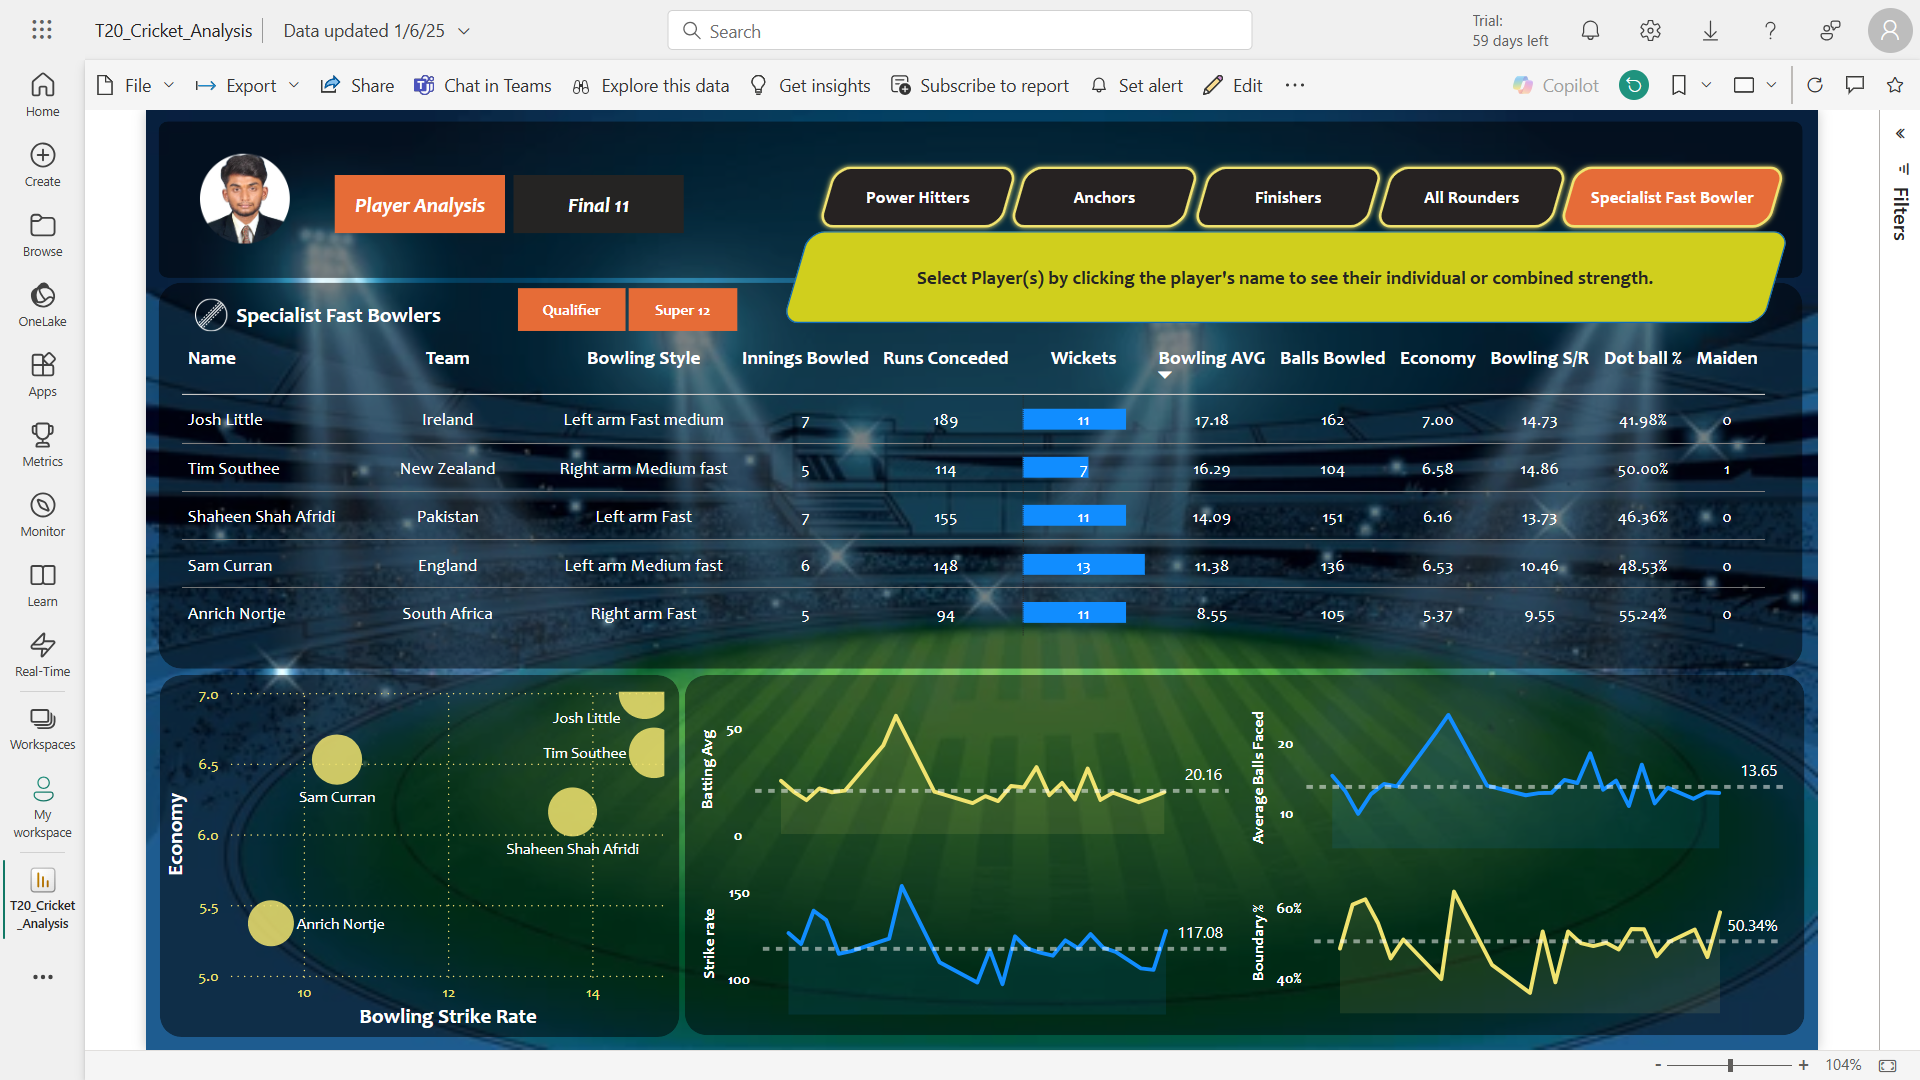 T20_Cricket_Analysis
Data updated 1/6/25
Search
Trial:
59 days left
File
Export
Share
Chat in Teams
Explore this data
Get insights
Subscribe to report
Set alert
Edit
Copilot
Home
Create
Browse
OneLake
Apps
Metrics
Monitor
Learn
Real-Time
Workspaces
My
workspace
T20_Cricket
_Analysis
Filters
Player Analysis
Final 11
Power Hitters
Anchors
Finishers
All Rounders
Specialist Fast Bowler
Select Player(s) by clicking the player's name to see their individual or combined strength.
Specialist Fast Bowlers
Qualifier
Super 12
Name Team Bowling Style Innings Bowled Runs Conceded Wickets Bowling AVG Balls Bowled Economy Bowling S/R Dot ball % Maiden
Josh Little Ireland Left arm Fast medium 7 189 11 17.18 162 7.00 14.73 41.98% 0
Tim Southee New Zealand Right arm Medium fast 5 114 7 16.29 104 6.58 14.86 50.00% 1
Shaheen Shah Afridi Pakistan Left arm Fast 7 155 11 14.09 151 6.16 13.73 46.36% 0
Sam Curran England Left arm Medium fast 6 148 13 11.38 136 6.53 10.46 48.53% 0
Anrich Nortje South Africa Right arm Fast 5 94 11 8.55 105 5.37 9.55 55.24% 0
Economy
7.0
6.5
6.0
5.5
5.0
Josh Little
Tim Southee
Sam Curran
Shaheen Shah Afridi
Anrich Nortje
10 12 14
Bowling Strike Rate
Batting Avg
50
0
20.16
Average Balls Faced
20
10
13.65
Strike rate
150
100
117.08
Boundary %
60%
40%
50.34%
- + 104%